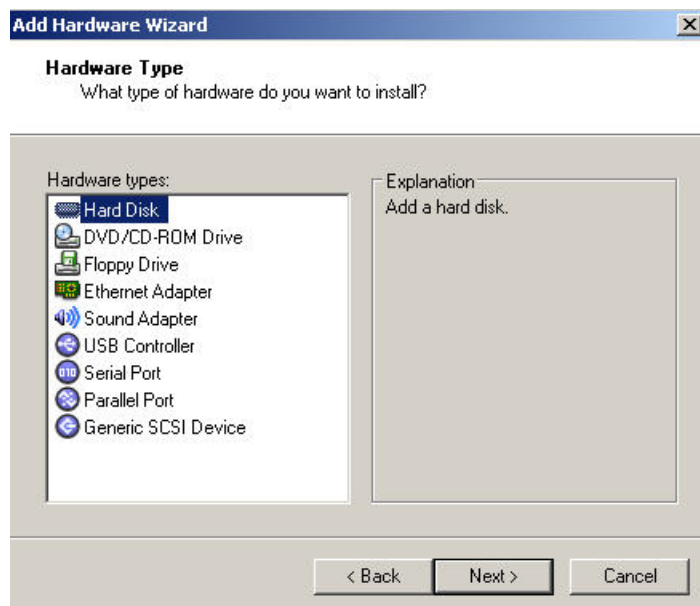 Add Hardware Wizard
Hardware Type
What type of hardware do you want to install?
Hardware types:
Hard Disk
DVD/CD-ROM Drive
Floppy Drive
Ethernet Adapter
Sound Adapter
USB Controller
Serial Port
Parallel Port
Generic SCSI Device
Explanation
Add a hard disk.
< Back
Next >
Cancel